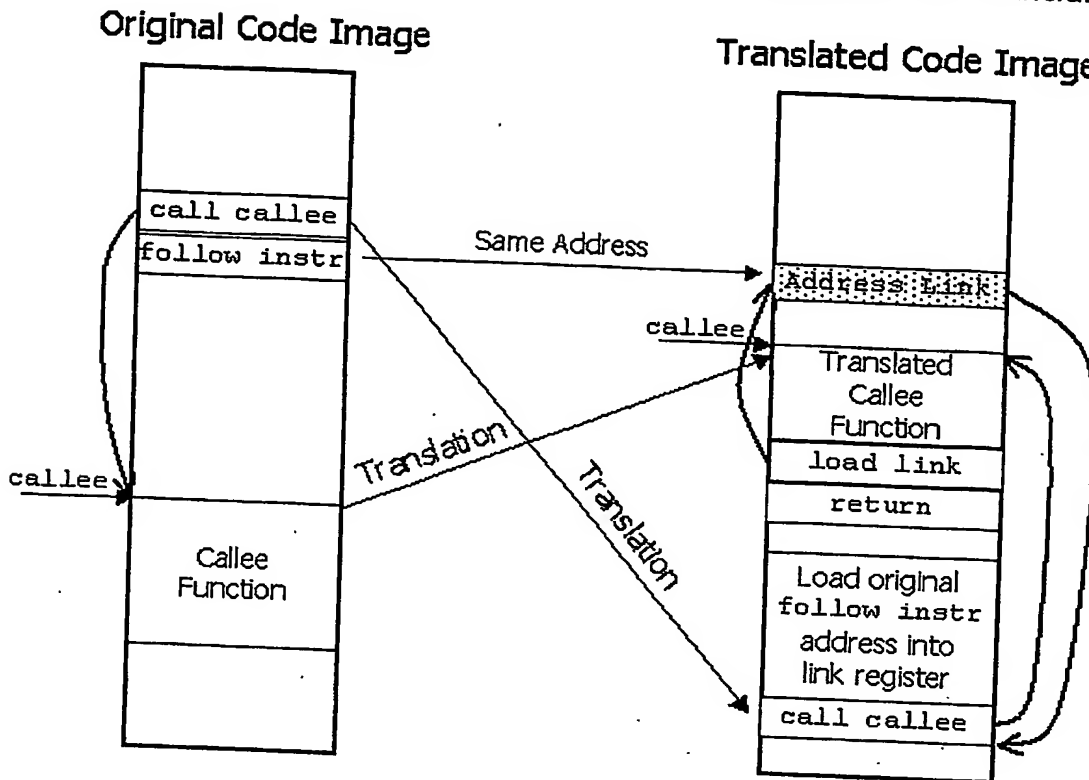 Original Code Image
call callee
follow instr
callee
Callee
Function
Same Address
Translation
Translation
Translated Code Image
Address Link
callee
Translated
Callee
Function
load link
return
Load original
follow instr
address into
link register
call callee